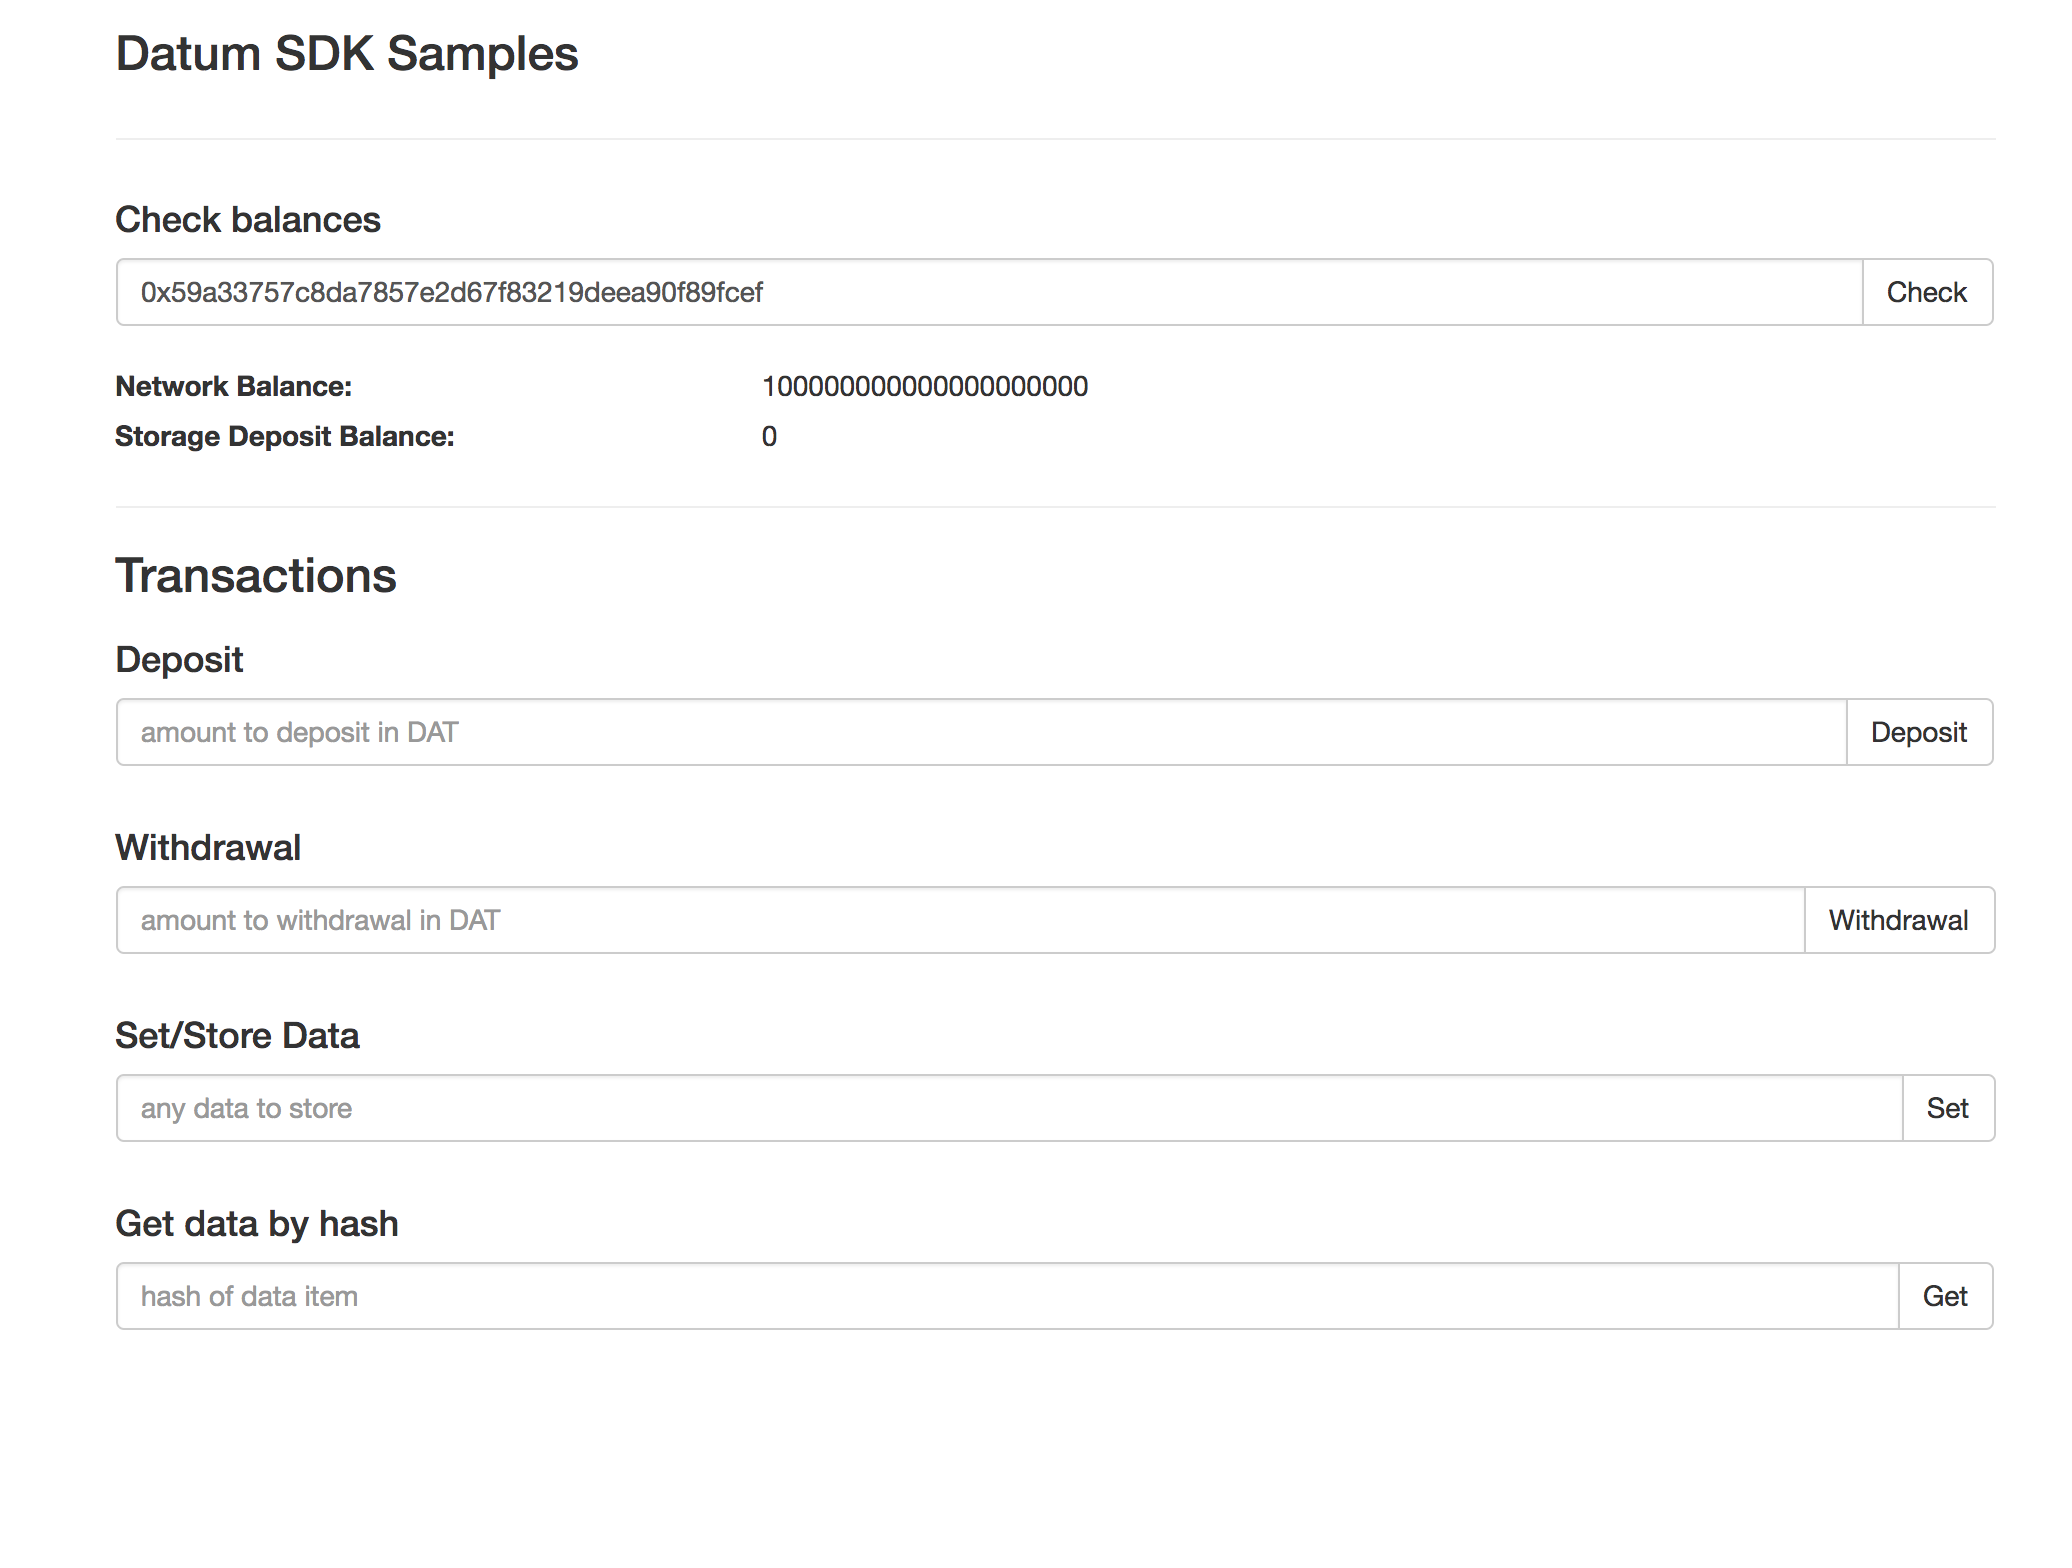 Datum SDK Samples
Check balances
0x59a33757c8da7857e2d67f83219deea90f89fcef Check
Network Balance: 100000000000000000000
Storage Deposit Balance: 0
Transactions
Deposit
amount to deposit in DAT Deposit
Withdrawal
amount to withdrawal in DAT Withdrawal
Set/Store Data
any data to store Set
Get data by hash
hash of data item Get